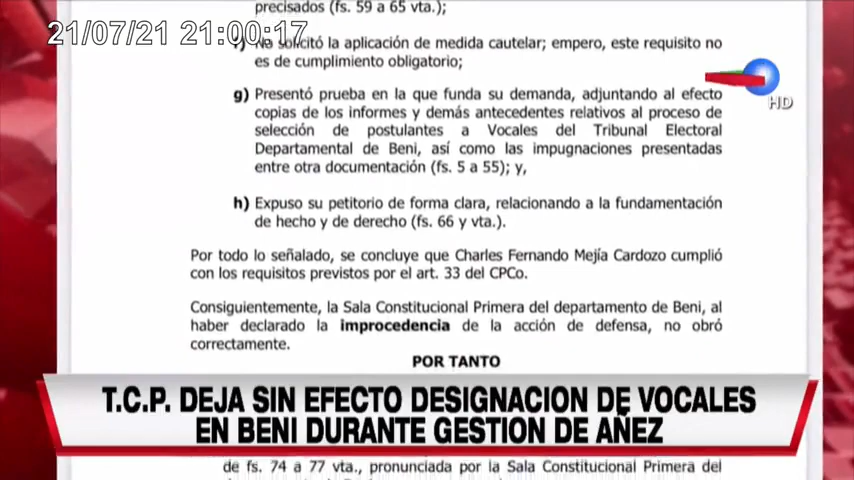 precisados (fs. 59 a 65 vta.);
21/07/21 21:00:17
No solicitó la aplicación de medida cautelar; empero, este requisito no
es de cumplimiento obligatorio;
HD
g) Presentó prueba en la que funda su demanda, adjuntando al efecto
copias de los informes y demás antecedentes relativos al proceso de
selección de postulantes a Vocales del Tribunal Electoral
Departamental de Beni, así como las impugnaciones presentadas
entre otra documentación (fs. 5 a 55); y,
h) Expuso su petitorio de forma clara, relacionando a la fundamentación
de hecho y de derecho (fs. 66 y vta.).
Por todo lo señalado, se concluye que Charles Fernando Mejía Cardozo cumplió
con los requisitos previstos por el art. 33 del CPCo.
Consiguientemente, la Sala Constitucional Primera del departamento de Beni, al
haber declarado la improcedencia de la acción de defensa, no obró
correctamente.
POR TANTO
T.C.P. DEJA SIN EFECTO DESIGNACION DE VOCALES
EN BENI DURANTE GESTION DE AÑEZ
de fs. 74 a 77 vta., pronunciada por la Sala Constitucional Primera del